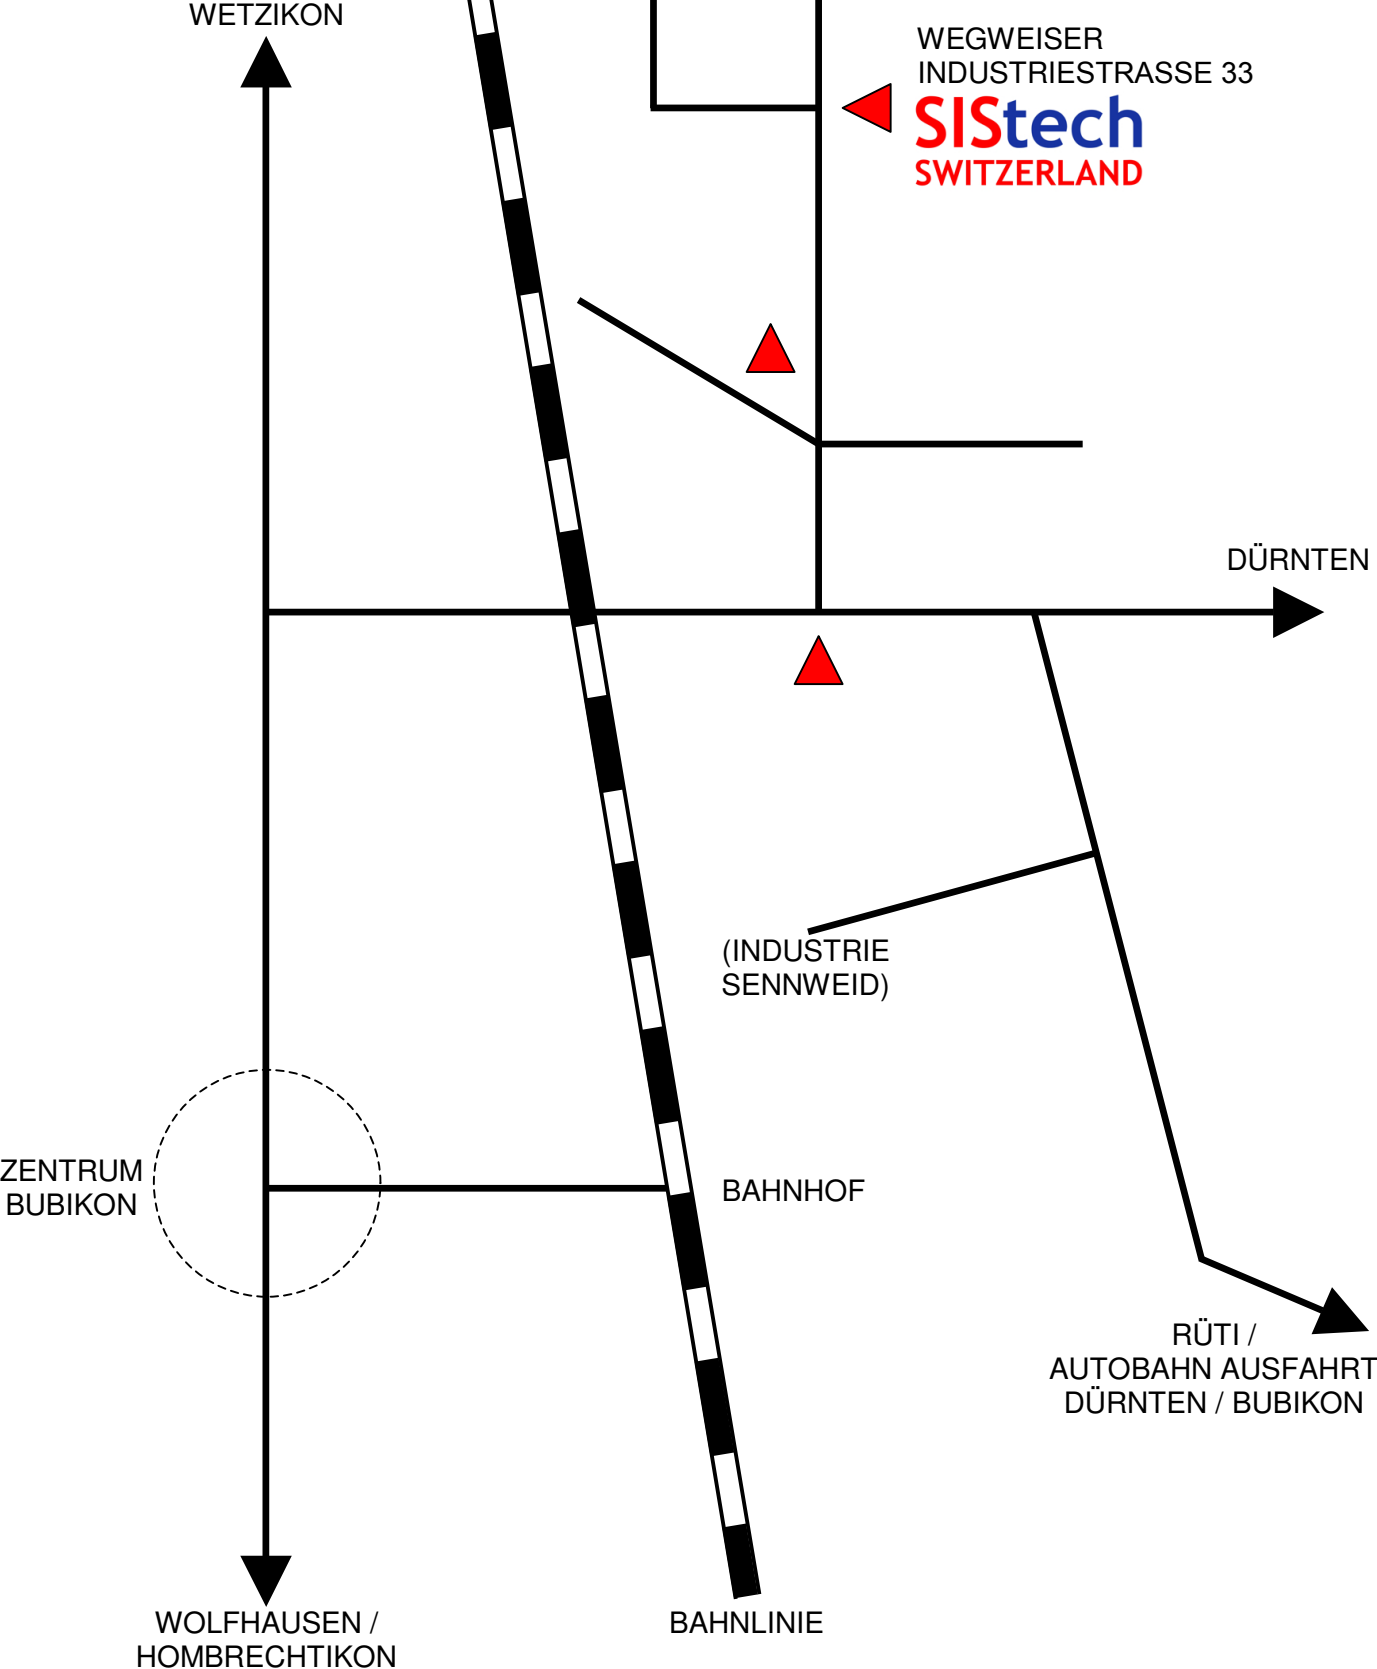 WETZIKON
WEGWEISER
INDUSTRIESTRASSE 33
SIStech
SWITZERLAND
DÜRNTEN
(INDUSTRIE
SENNWEID)
ZENTRUM
BUBIKON
BAHNHOF
RÜTI /
AUTOBAHN AUSFAHRT
DÜRNTEN / BUBIKON
WOLFHAUSEN /
HOMBRECHTIKON
BAHNLINIE